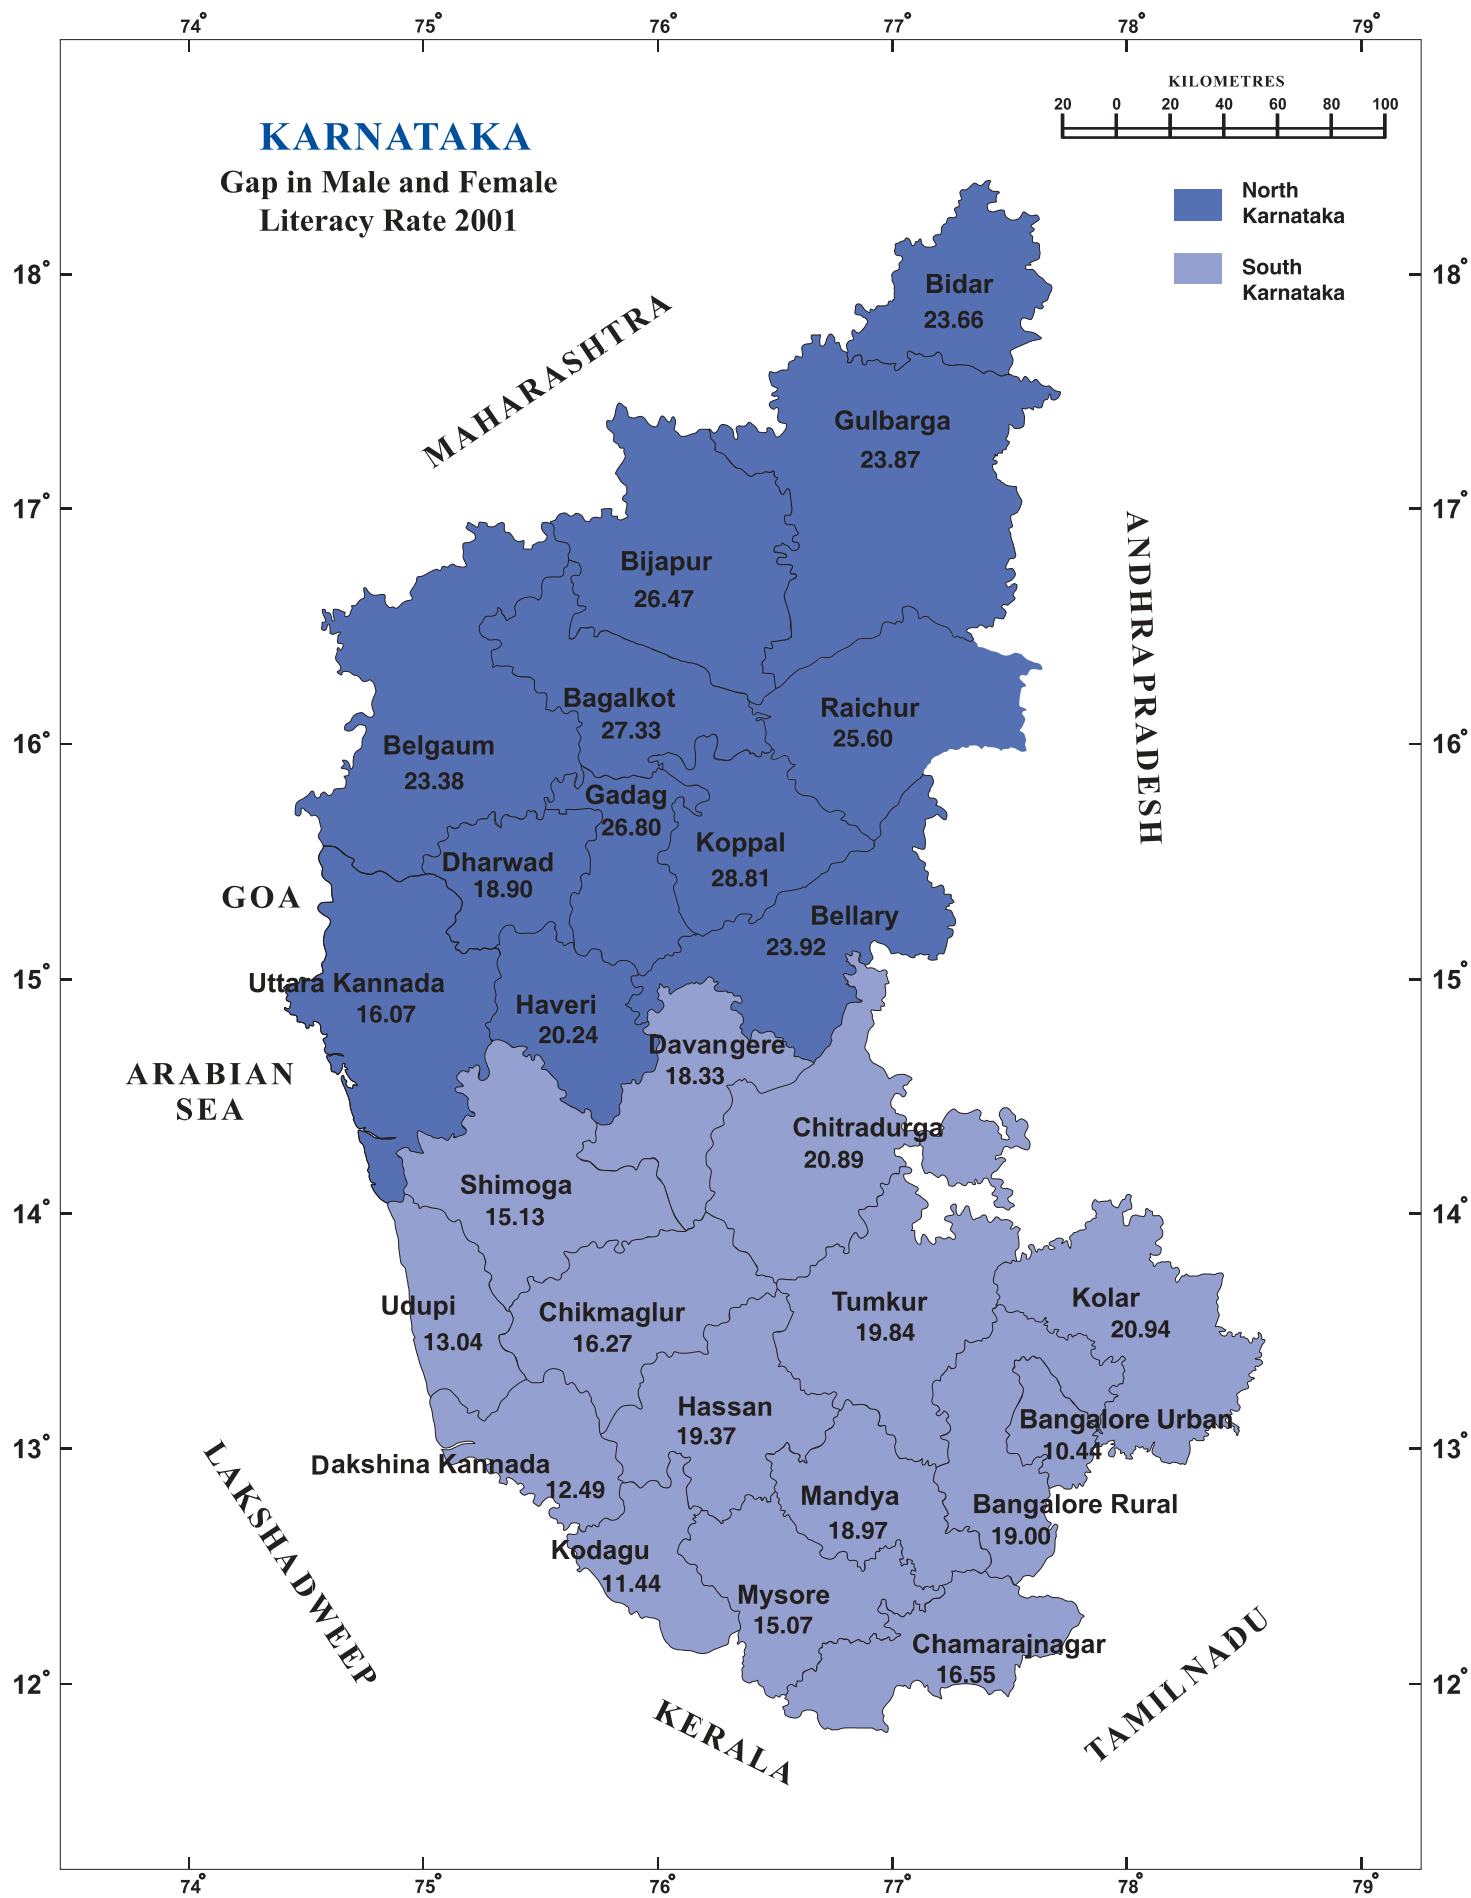 74° 75° 76° 77° 78° 79°
KILOMETRES
20 0 20 40 60 80 100
KARNATAKA
Gap in Male and Female
Literacy Rate 2001
North
Karnataka
South
Karnataka
18° 18°
Bidar
23.66
MAHARASHTRA
Gulbarga
23.87
17° 17°
ANDHRA PRADESH
Bijapur
26.47
Bagalkot
27.33
Raichur
25.60
16° 16°
Belgaum
23.38
Gadag
26.80
Koppal
28.81
Dharwad
18.90
GOA
Bellary
23.92
15° 15°
Uttara Kannada
16.07
Haveri
20.24
Davangere
18.33
ARABIAN
SEA
Chitradurga
20.89
Shimoga
15.13
14° 14°
Udupi
13.04
Chikmaglur
16.27
Tumkur
19.84
Kolar
20.94
Hassan
19.37
Bangalore Urban
10.44
13° 13°
Dakshina Kannada
12.49
Mandya
18.97
Bangalore Rural
19.00
LAKSHADWEEP
Kodagu
11.44
Mysore
15.07
Chamarajnagar
16.55
12° 12°
KERALA
TAMILNADU
74° 75° 76° 77° 78° 79°